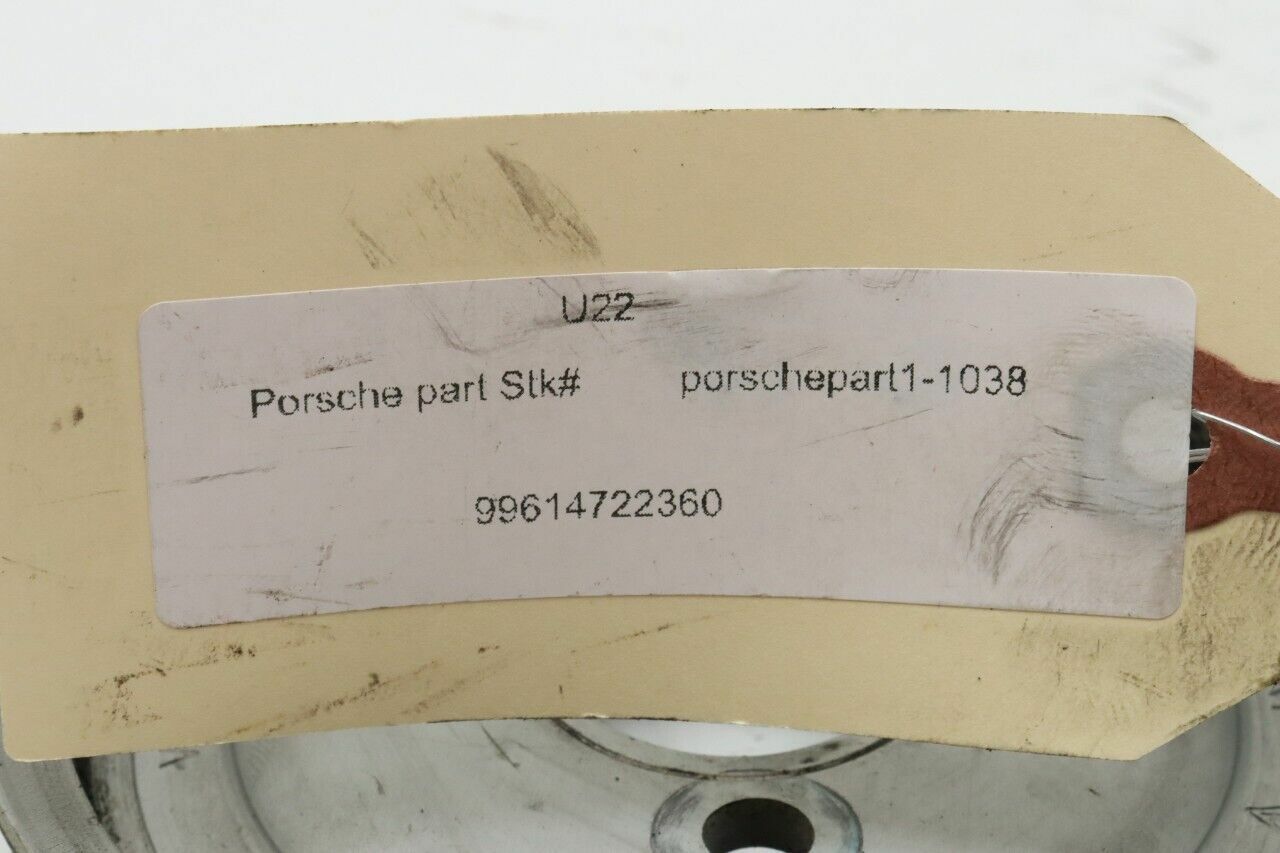 U22
Porsche part Stk# porschepart1-1038
99614722360